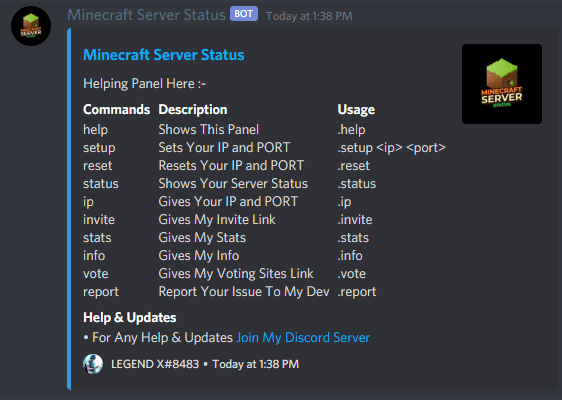 Minecraft Server Status BOT Today at 1:38 PM
Minecraft Server Status
MINECRAFT
SERVER
STATUS
Helping Panel Here :-
Commands Description Usage
help Shows This Panel .help
setup Sets Your IP and PORT .setup <ip> <port>
reset Resets Your IP and PORT .reset
status Shows Your Server Status .status
ip Gives Your IP and PORT .ip
invite Gives My Invite Link .invite
stats Gives My Stats .stats
info Gives My Info .info
vote Gives My Voting Sites Link .vote
report Report Your Issue To My Dev .report
Help & Updates
• For Any Help & Updates Join My Discord Server
LEGEND X#8483 • Today at 1:38 PM